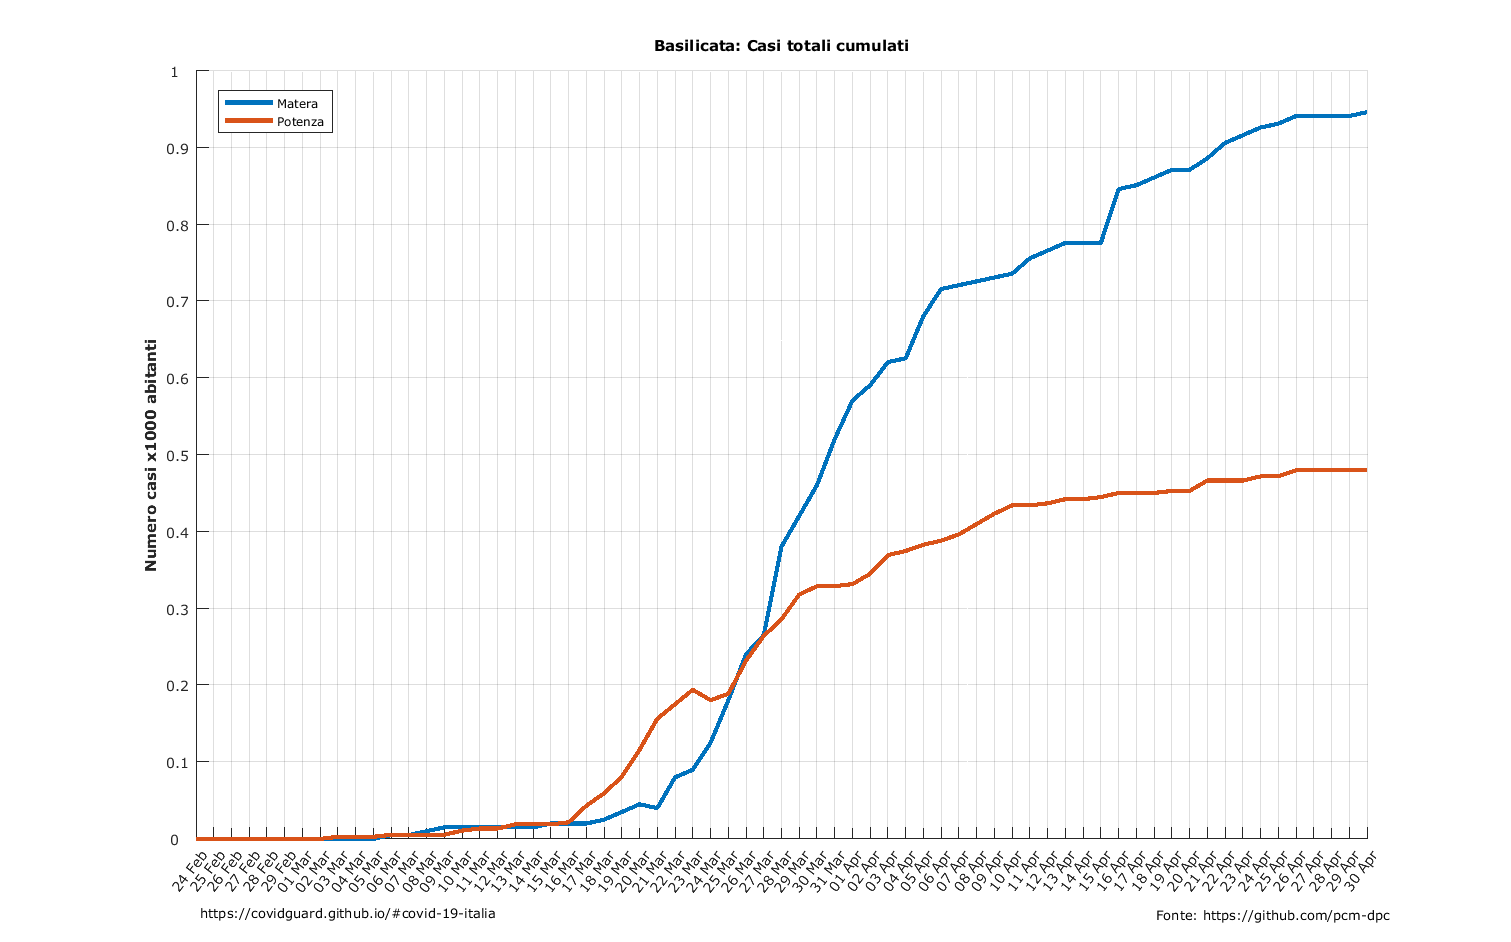 Basilicata: Casi totali cumulati
Numero casi x1000 abitanti
1
0.9
0.8
0.7
0.6
0.5
0.4
0.3
0.2
0.1
0
Matera
Potenza
24 Feb
25 Feb
26 Feb
27 Feb
28 Feb
29 Feb
01 Mar
02 Mar
03 Mar
04 Mar
05 Mar
06 Mar
07 Mar
08 Mar
09 Mar
10 Mar
11 Mar
12 Mar
13 Mar
14 Mar
15 Mar
16 Mar
17 Mar
18 Mar
19 Mar
20 Mar
21 Mar
22 Mar
23 Mar
24 Mar
25 Mar
26 Mar
27 Mar
28 Mar
29 Mar
30 Mar
31 Mar
01 Apr
02 Apr
03 Apr
04 Apr
05 Apr
06 Apr
07 Apr
08 Apr
09 Apr
10 Apr
11 Apr
12 Apr
13 Apr
14 Apr
15 Apr
16 Apr
17 Apr
18 Apr
19 Apr
20 Apr
21 Apr
22 Apr
23 Apr
24 Apr
25 Apr
26 Apr
27 Apr
28 Apr
29 Apr
30 Apr
https://covidguard.github.io/#covid-19-italia
Fonte: https://github.com/pcm-dpc